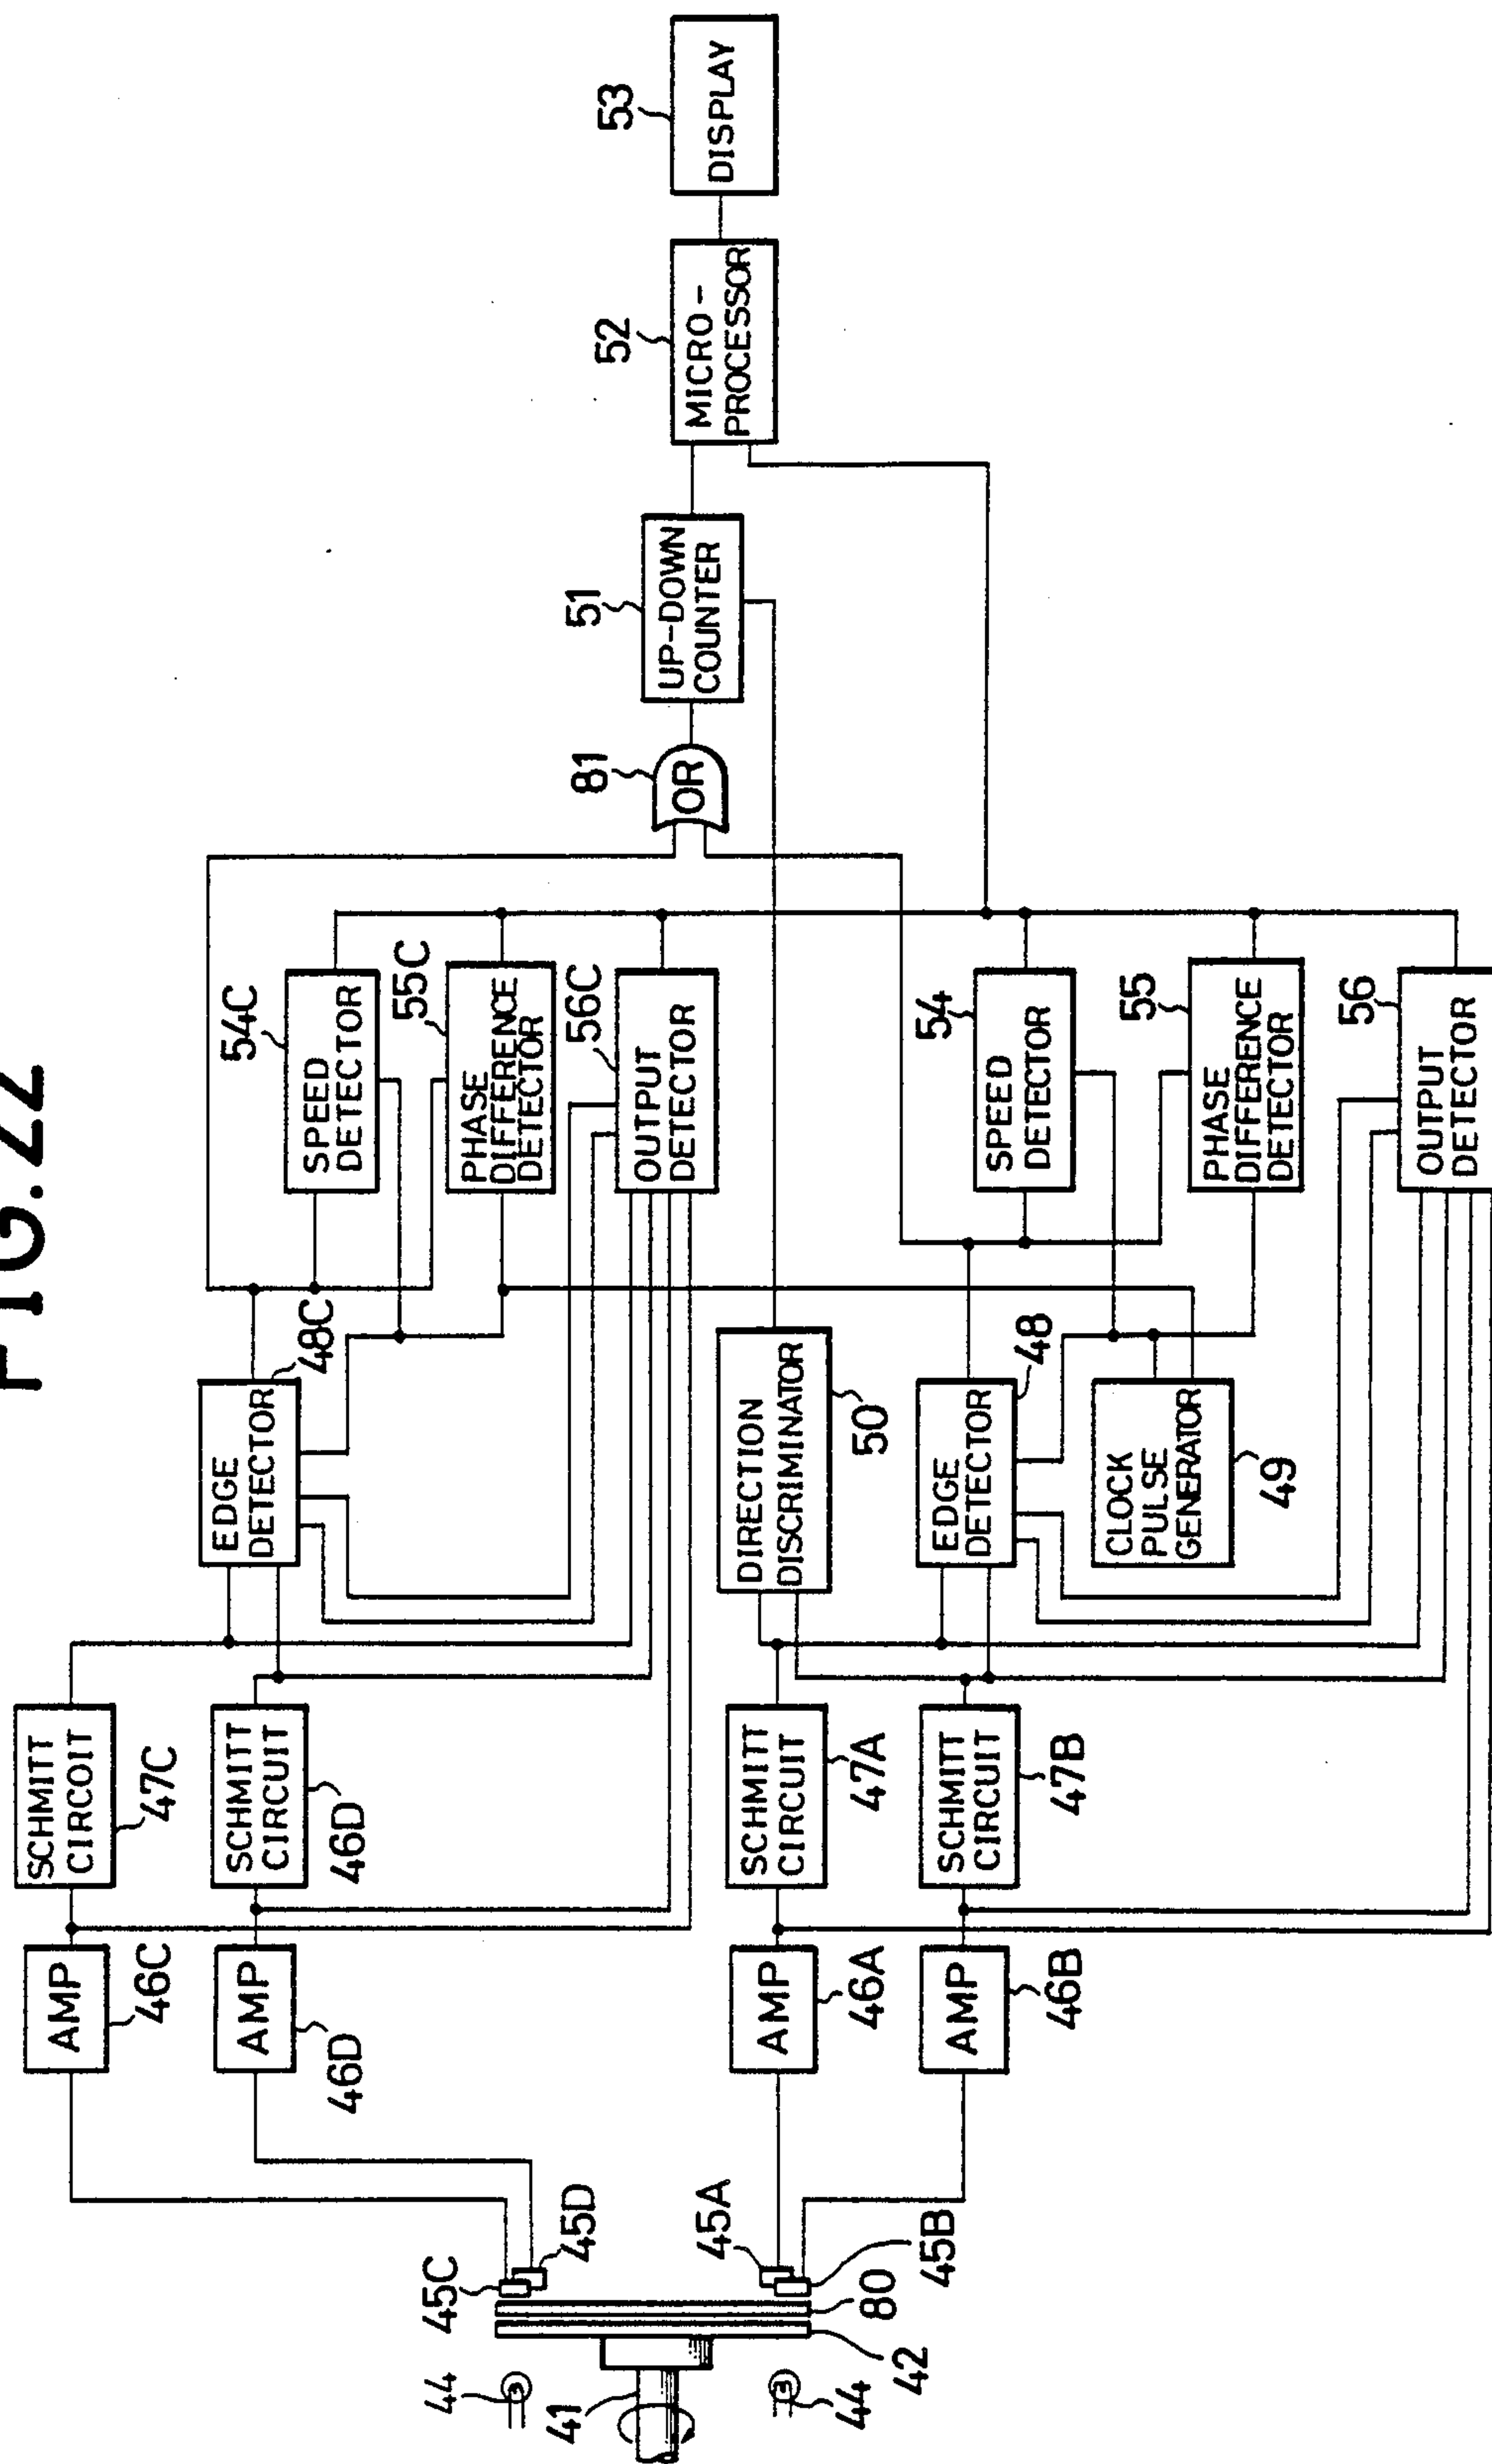 FIG.22
SCHMITT
CIRCOIT
47C
AMP
46C
SCHMITT
CIRCUIT
46D
AMP
46D
EDGE
DETECTOR
48C
SPEED
DETECTOR
54C
PHASE
DIFFERENCE
DETECTOR
55C
OUTPUT
DETECTOR
56C
OR
81
UP-DOWN
COUNTER
51
MICRO-
PROCESSOR
52
DISPLAY
53
DIRECTION
DISCRIMINATOR
50
SCHMITT
CIRCUIT
47A
AMP
46A
SCHMITT
CIRCUIT
47B
AMP
46B
EDGE
DETECTOR
48
CLOCK
PULSE
GENERATOR
49
SPEED
DETECTOR
54
PHASE
DIFFERENCE
DETECTOR
55
OUTPUT
DETECTOR
56
45C
45D
45A
45B
80
42
44
41
44